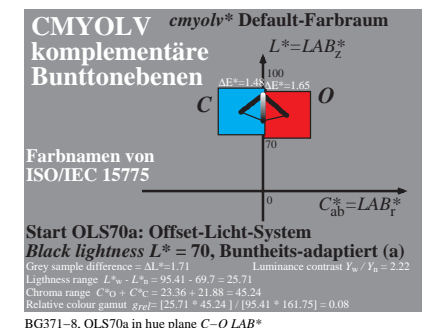 CMYOLV
komplementäre
Bunttonebenen
cmyolv* Default-Farbraum
L*=LAB*z
100
ΔE*=1.48
ΔE*=1.65
C
O
70
Farbnamen von
ISO/IEC 15775
0
C*ab=LAB*r
Start OLS70a: Offset-Licht-System
Black lightness L* = 70, Buntheits-adaptiert (a)
Grey sample difference = ΔL*=1.71 Luminance contrast Yw / Yn = 2.22
Ligthness range L*w - L*n = 95.41 - 69.7 = 25.71
Chroma range C*O + C*C = 23.36 + 21.88 = 45.24
Relative colour gamut grel= [25.71 * 45.24 ] / [95.41 * 161.75] = 0.08
BG371–8, OLS70a in hue plane C−O LAB*